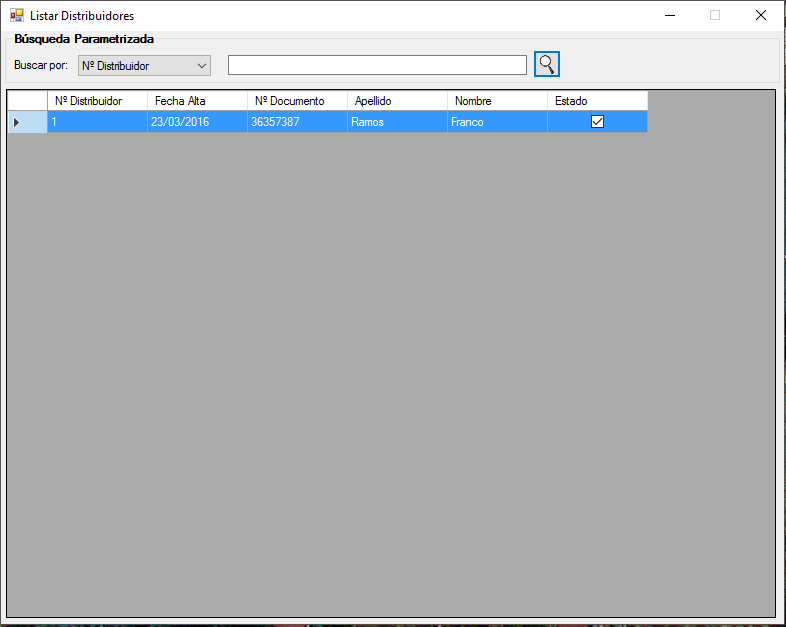 Listar Distribuidores
Búsqueda Parametrizada
Buscar por: Nº Distribuidor
Nº Distribuidor Fecha Alta Nº Documento Apellido Nombre Estado
1 23/03/2016 36357387 Ramos Franco